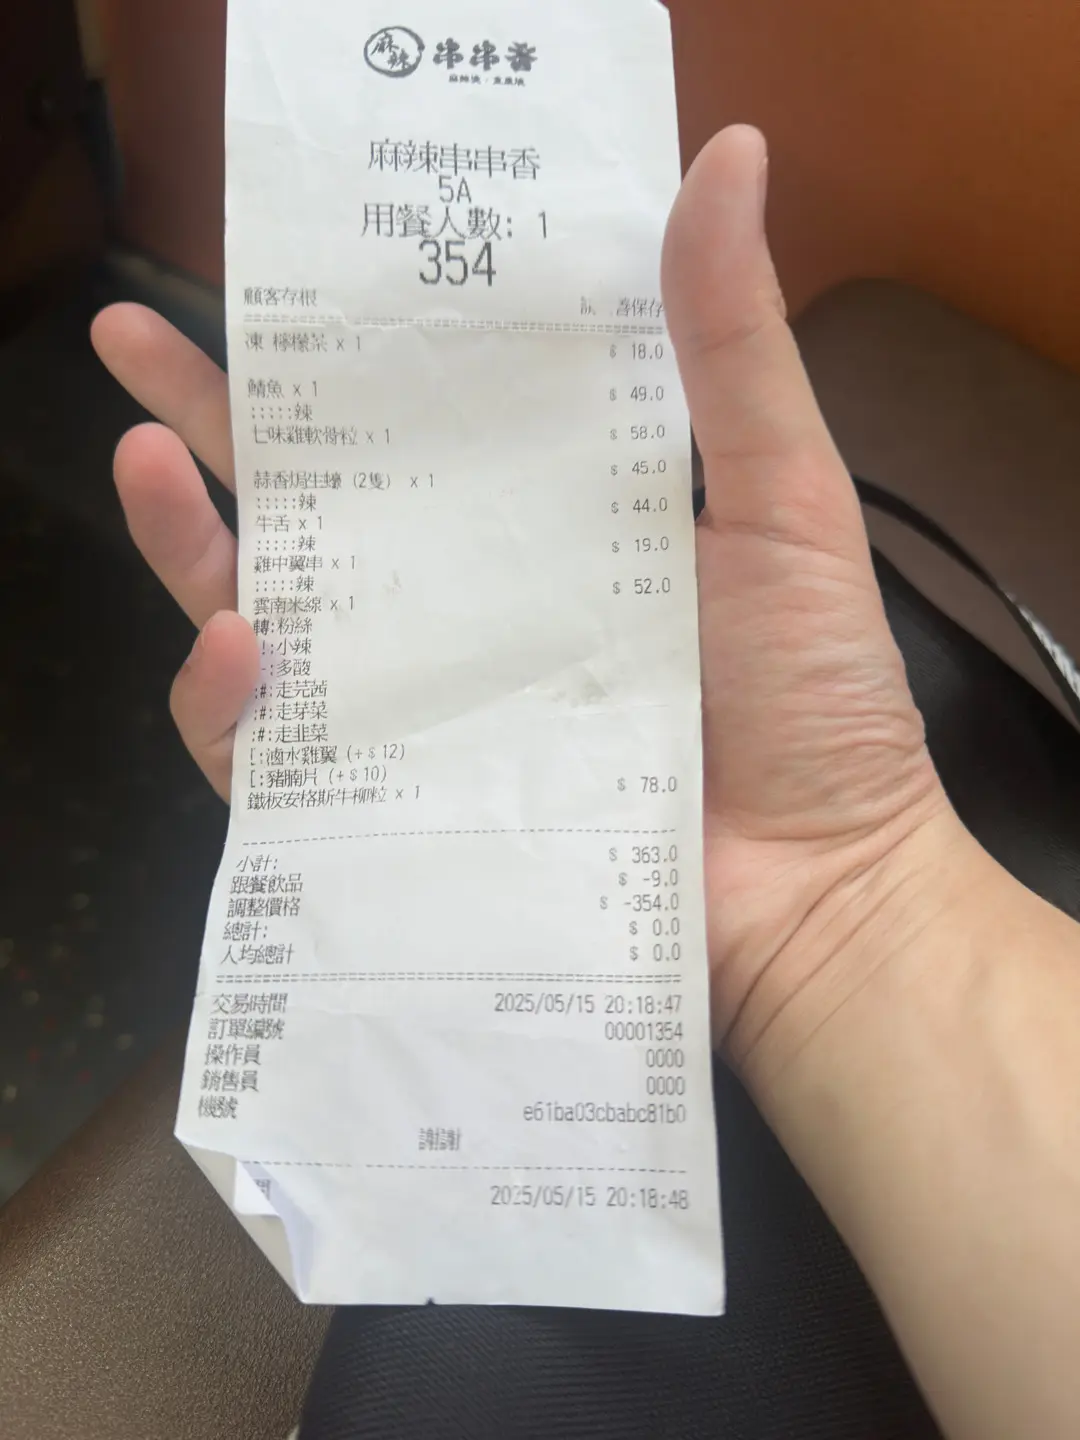 麻辣 串串香
麻辣串串香
5A
用餐人數: 1
354
顧客存根 善保存
凍 檸檬茶 x 1 $ 18.0
鯖魚 x 1 $ 49.0
:::::辣
七味雞軟骨粒 x 1 $ 58.0
蒜香焗生蠔 (2隻) x 1 $ 45.0
:::::辣
牛舌 x 1 $ 44.0
:::::辣
雞中翼串 x 1 $ 19.0
:::::辣
雲南米線 x 1 $ 52.0
轉:粉絲
!:小辣
-:多酸
:#:走芫茜
:#:走芽菜
:#:走韭菜
[:滷水雞翼 (+$12)
[:豬腩片 (+$10)
鐵板安格斯牛柳粒 x 1 $ 78.0
小計: $ 363.0
跟餐飲品 $ -9.0
調整價格 $ -354.0
總計: $ 0.0
人均總計 $ 0.0
交易時間 2025/05/15 20:18:47
訂單編號 00001354
操作員 0000
銷售員 0000
機號 e61ba03cbabc81b0
謝謝
間 2025/05/15 20:18:48